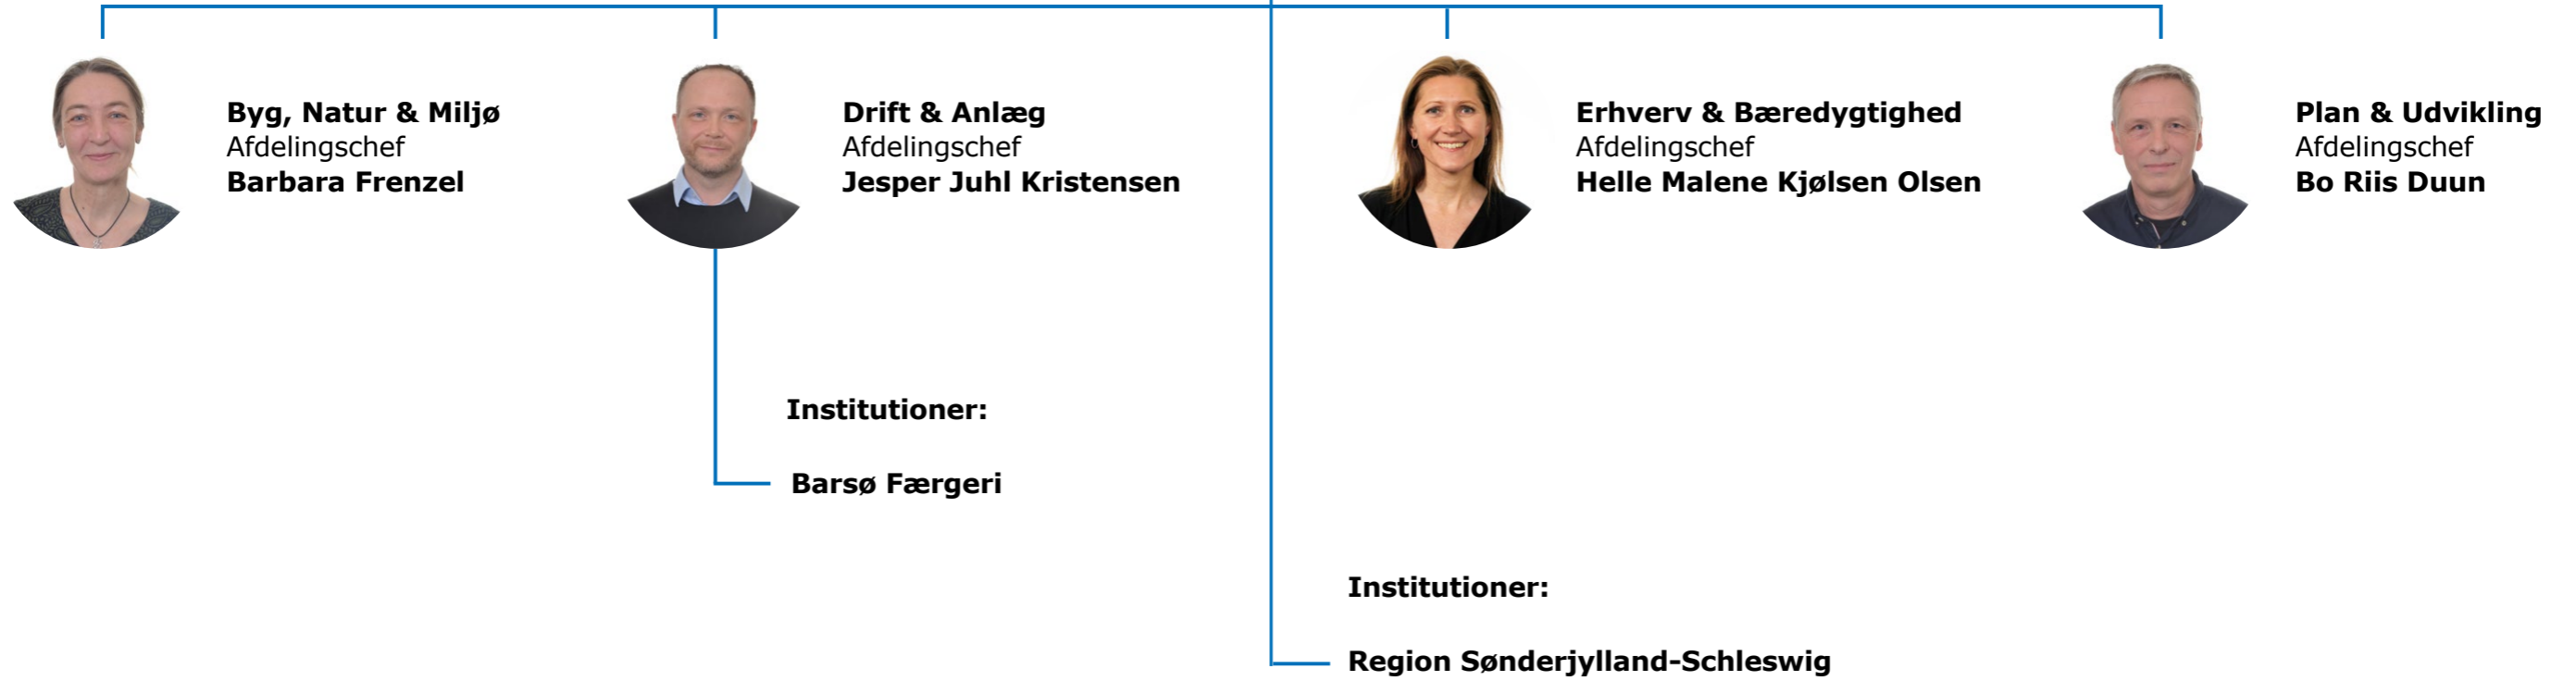 Byg, Natur & Miljø
Afdelingschef
Barbara Frenzel
Drift & Anlæg
Afdelingschef
Jesper Juhl Kristensen
Erhverv & Bæredygtighed
Afdelingschef
Helle Malene Kjølsen Olsen
Plan & Udvikling
Afdelingschef
Bo Riis Duun
Institutioner:
Barsø Færgeri
Institutioner:
Region Sønderjylland-Schleswig